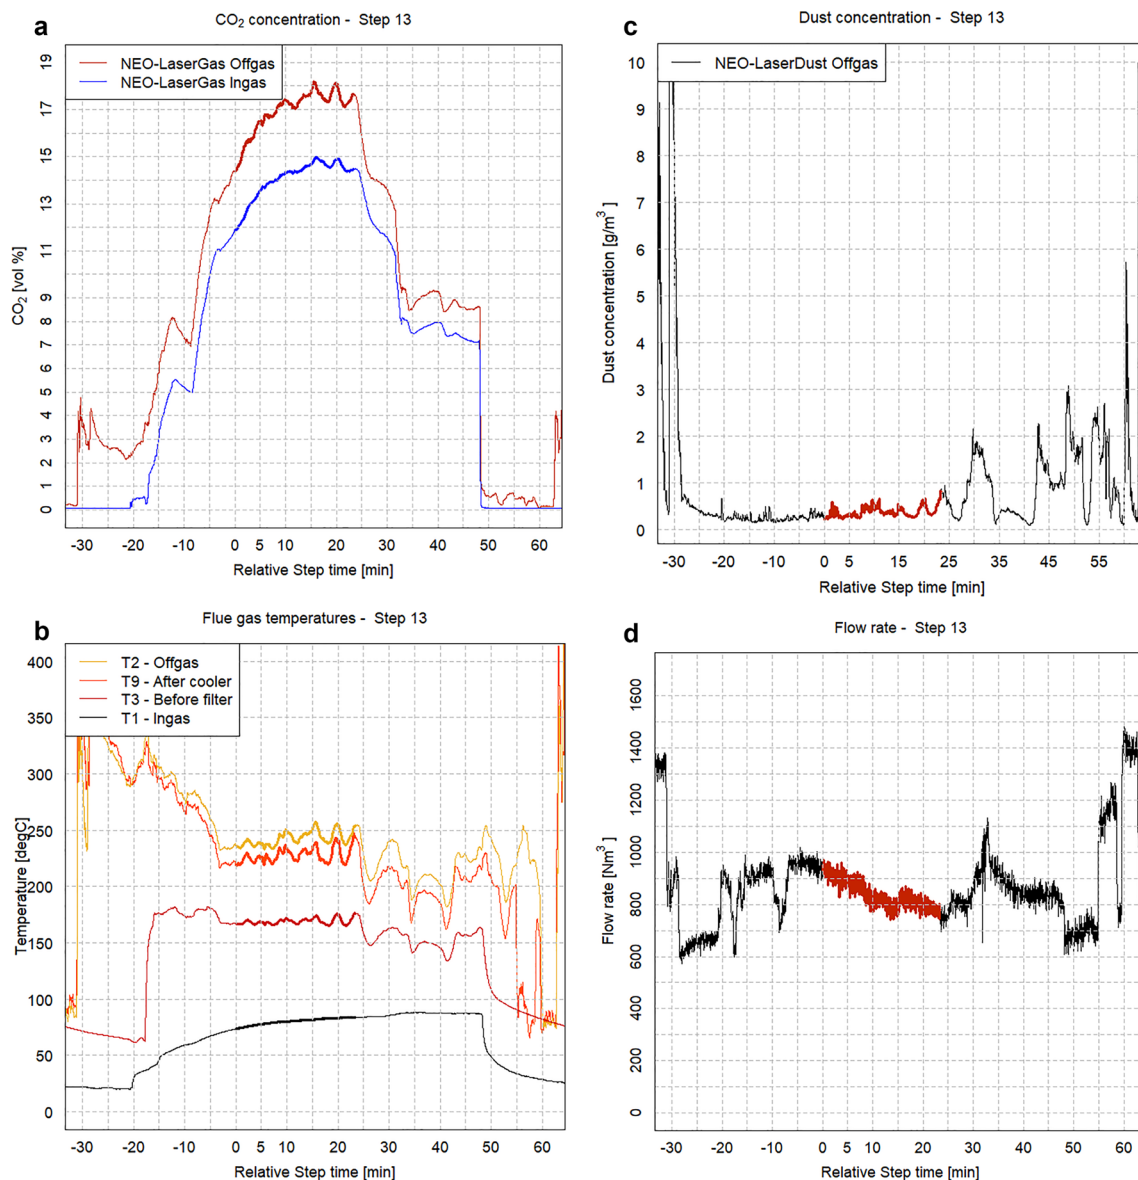 a
CO2 concentration - Step 13
NEO-LaserGas Offgas
NEO-LaserGas Ingas
CO2 [vol %]
19
17
15
13
11
9
8
7
6
5
4
3
2
1
0
-30 -20 -10 0 5 10 20 30 40 50 60
Relative Step time [min]
c
Dust concentration - Step 13
NEO-LaserDust Offgas
Dust concentration [g/m3]
10
9
8
7
6
5
4
3
2
1
0
-30 -20 -10 0 5 15 25 35 45 55
Relative Step time [min]
b
Flue gas temperatures - Step 13
T2 - Offgas
T9 - After cooler
T3 - Before filter
T1 - Ingas
Temperature [degC]
400
350
300
250
200
150
100
50
0
-30 -20 -10 0 5 10 20 30 40 50 60
Relative Step time [min]
d
Flow rate - Step 13
Flow rate [Nm3]
1600
1400
1200
1000
800
600
400
200
0
-30 -20 -10 0 5 10 20 30 40 50 60
Relative Step time [min]